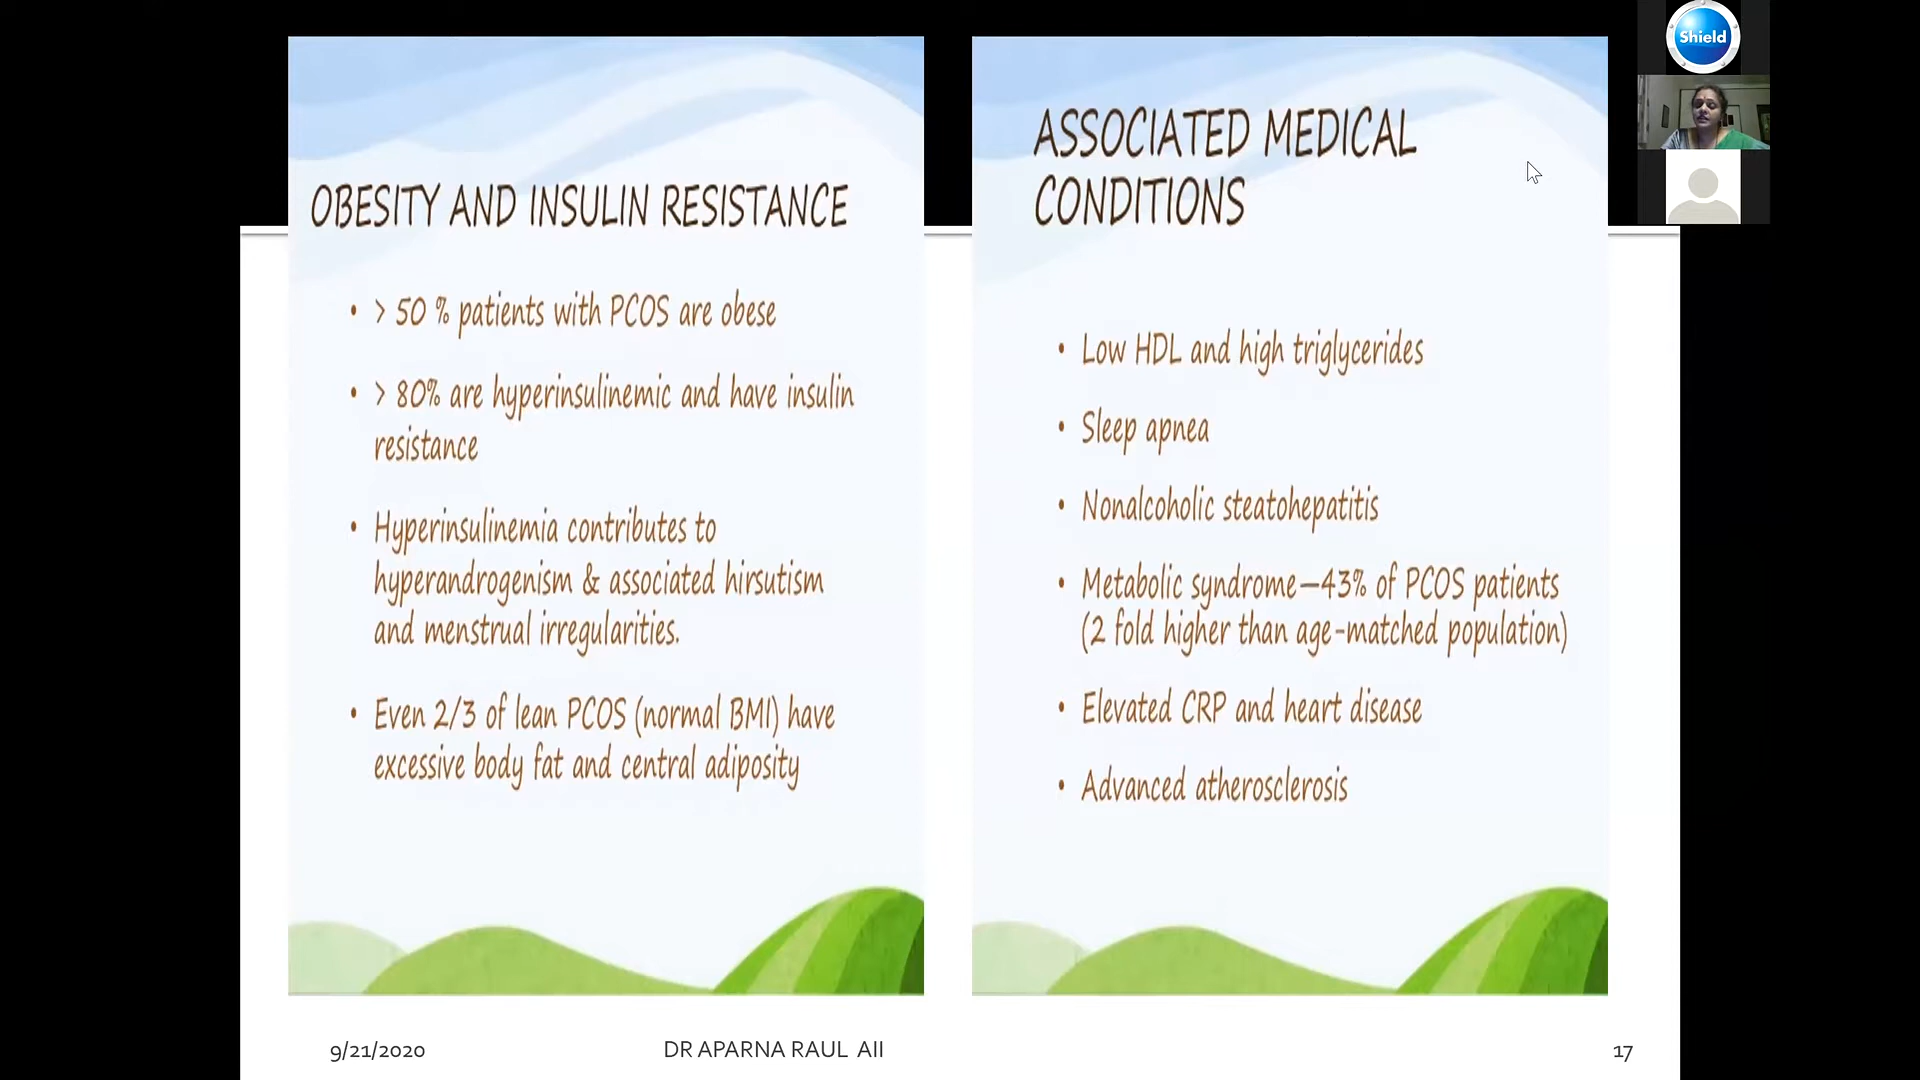 Shield
OBESITY AND INSULIN RESISTANCE
• > 50 % patients with PCOS are obese
• > 80% are hyperinsulinemic and have insulin
resistance
• Hyperinsulinemia contributes to
hyperandrogenism & associated hirsutism
and menstrual irregularities.
• Even 2/3 of lean PCOS (normal BMI) have
excessive body fat and central adiposity
ASSOCIATED MEDICAL
CONDITIONS
• Low HDL and high triglycerides
• Sleep apnea
• Nonalcoholic steatohepatitis
• Metabolic syndrome—43% of PCOS patients
(2 fold higher than age-matched population)
• Elevated CRP and heart disease
• Advanced atherosclerosis
9/21/2020
DR APARNA RAUL AII
17